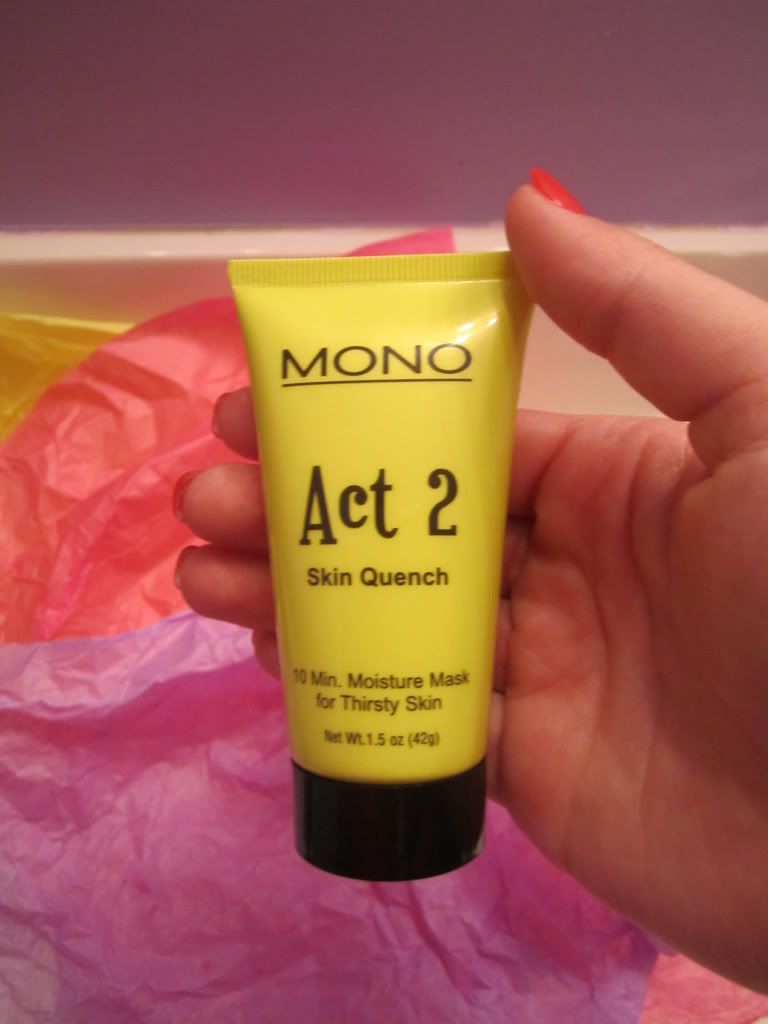 MONO
Act 2
Skin Quench
10 Min. Moisture Mask
for Thirsty Skin
Net Wt.1.5 oz (42g)